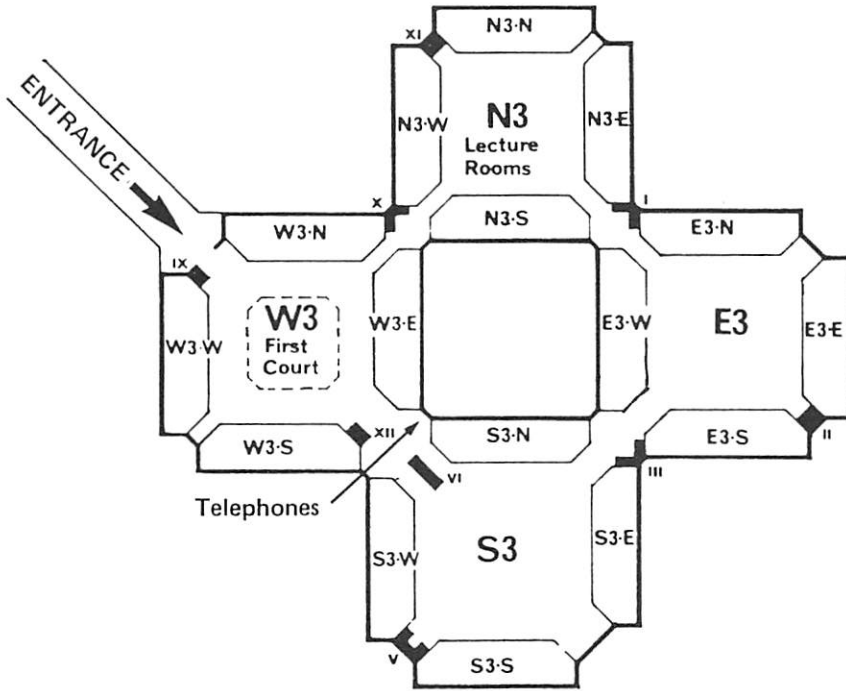 XI
N3·N
ENTRANCE
N3·W
N3
Lecture
Rooms
N3·E
X
I
W3·N
N3·S
E3·N
IX
W3·W
W3
First
Court
W3·E
E3·W
E3
E3·E
W3·S
XII
S3·N
E3·S
II
VI
III
Telephones
S3·W
S3
S3·E
V
S3·S